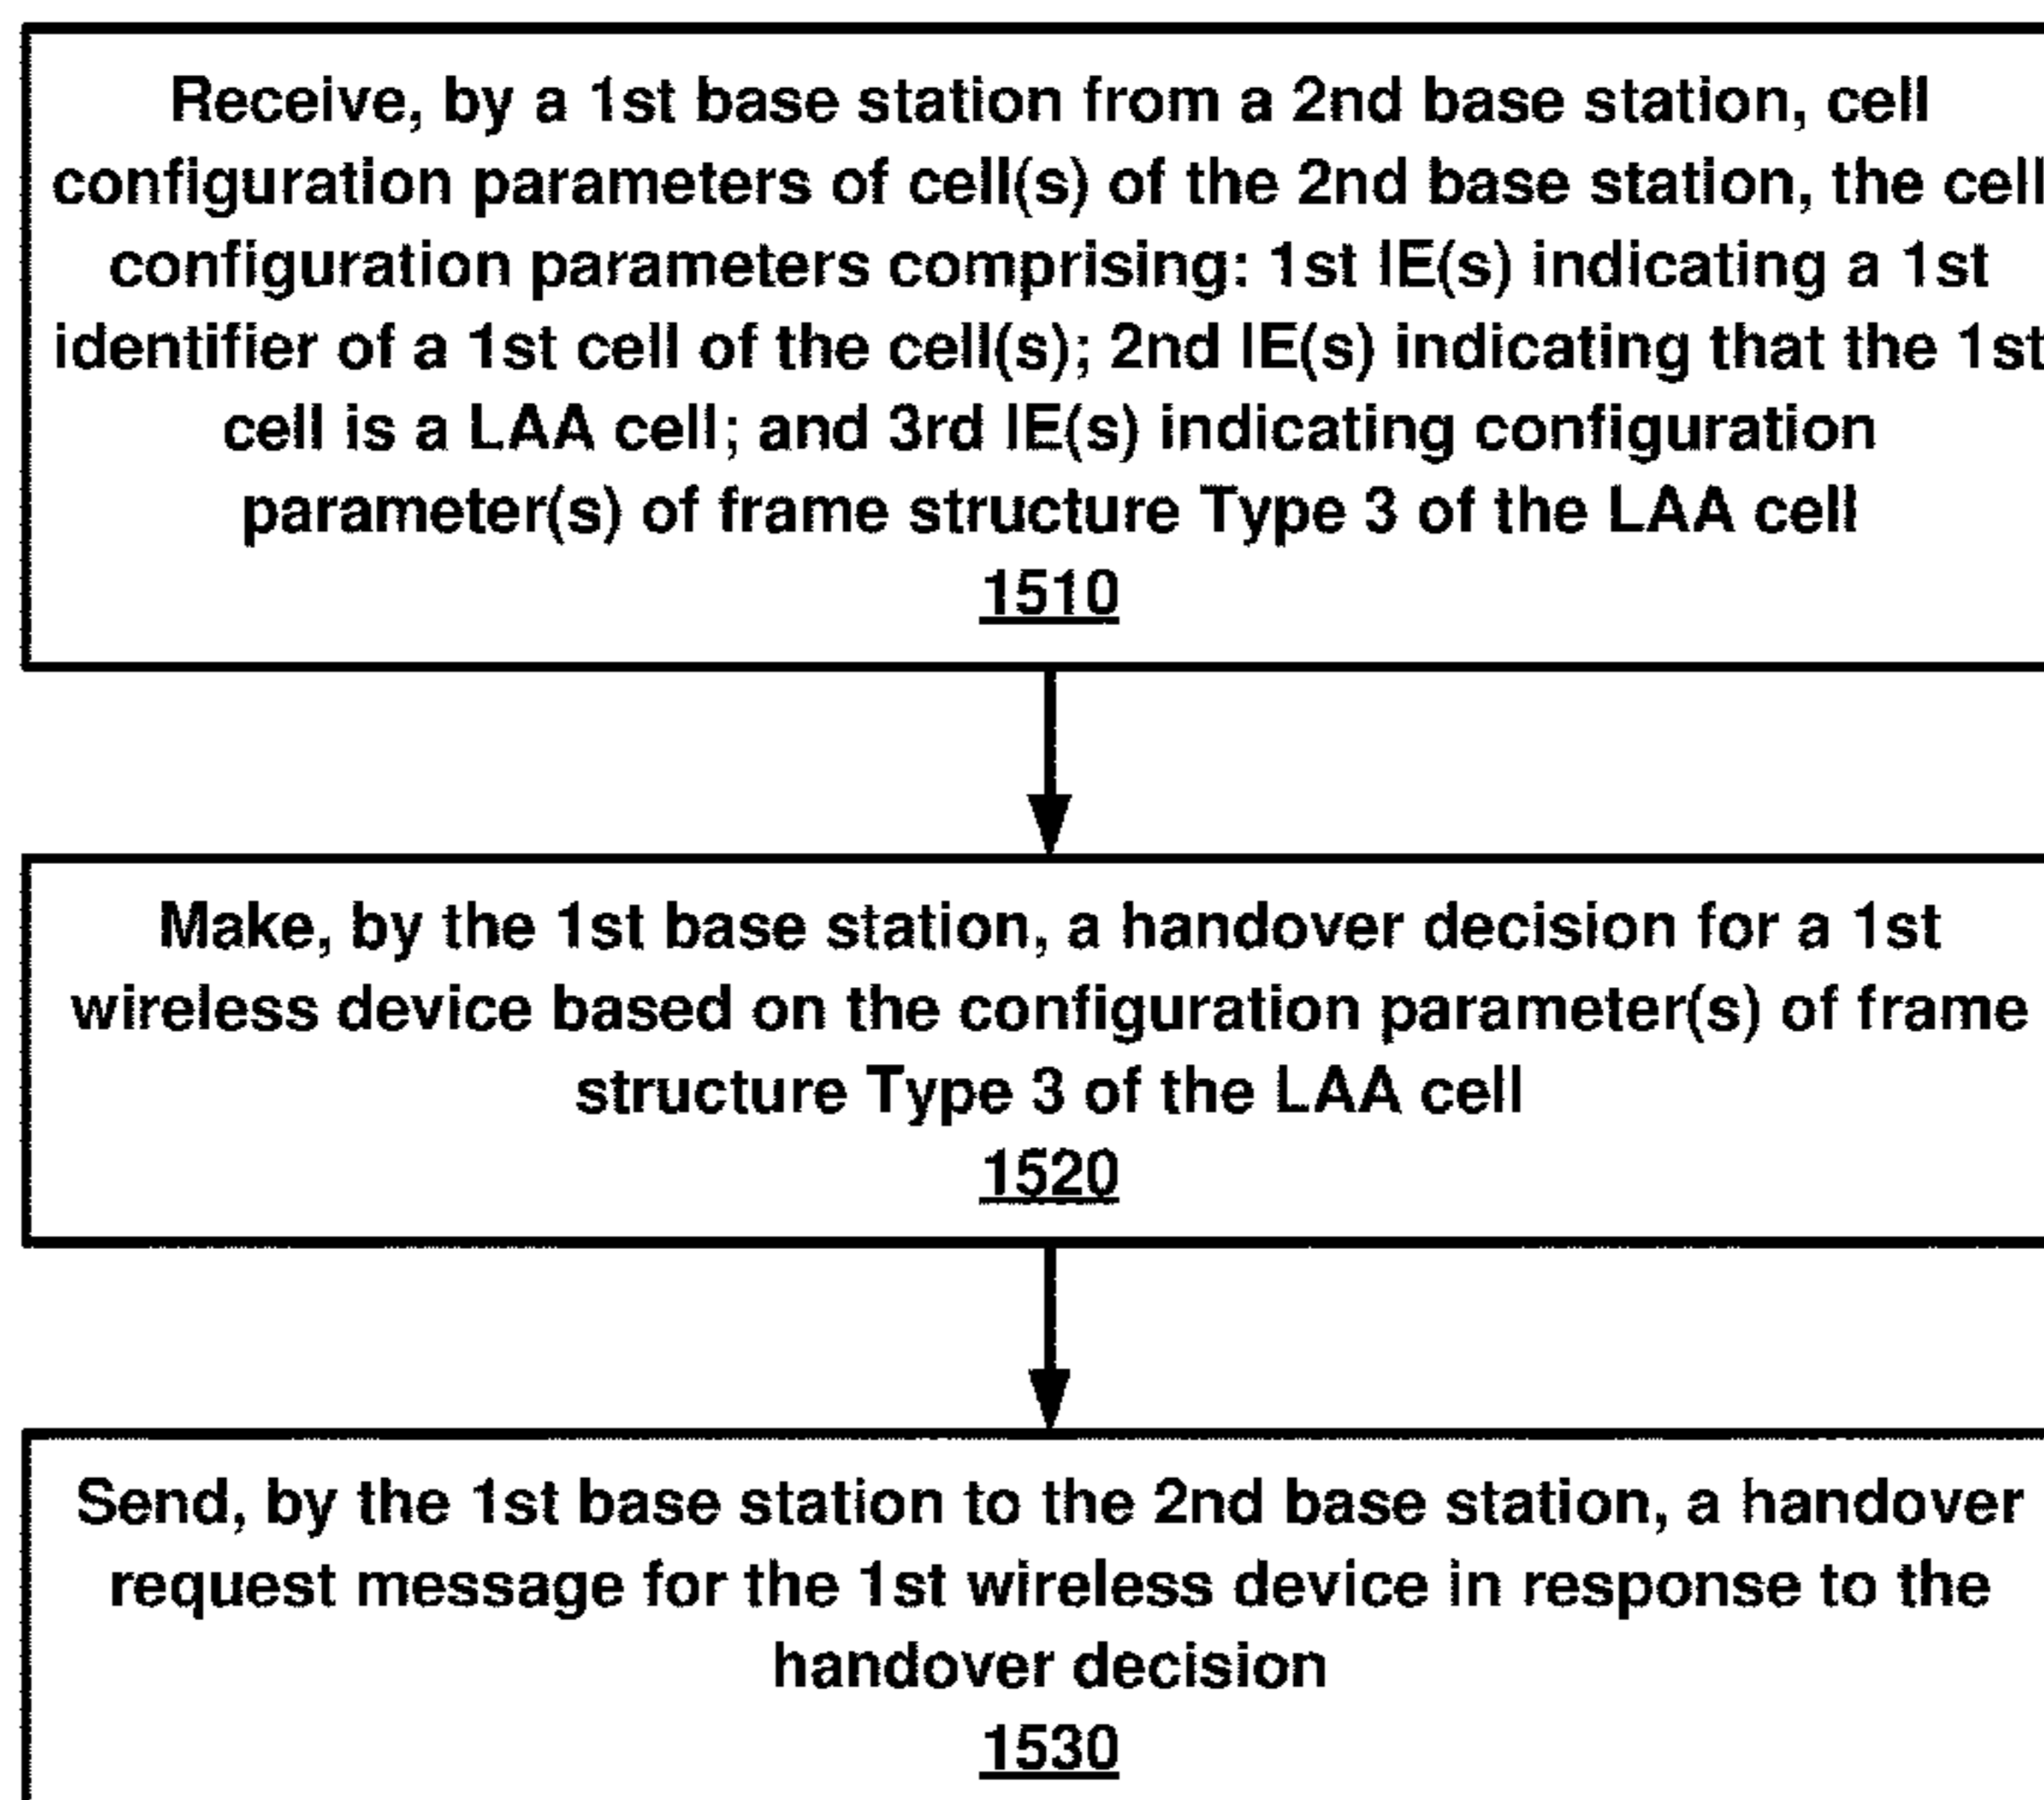 Receive, by a 1st base station from a 2nd base station, cell
configuration parameters of cell(s) of the 2nd base station, the cell
configuration parameters comprising: 1st IE(s) indicating a 1st
identifier of a 1st cell of the cell(s); 2nd IE(s) indicating that the 1st
cell is a LAA cell; and 3rd IE(s) indicating configuration
parameter(s) of frame structure Type 3 of the LAA cell
1510
Make, by the 1st base station, a handover decision for a 1st
wireless device based on the configuration parameter(s) of frame
structure Type 3 of the LAA cell
1520
Send, by the 1st base station to the 2nd base station, a handover
request message for the 1st wireless device in response to the
handover decision
1530